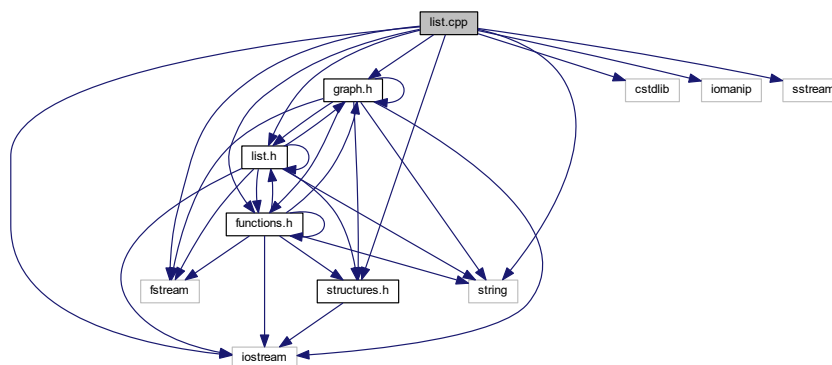 list.cpp
graph.h
cstdlib
iomanip
sstream
list.h
functions.h
fstream
structures.h
string
iostream